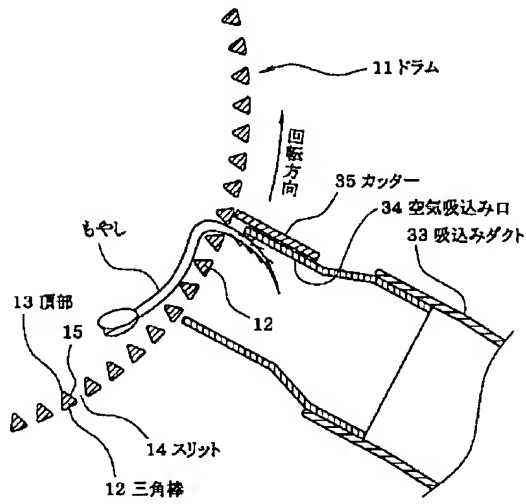 11 ドラム
回転方向
35 カッター
34 空気吸込み口
33 吸込みダクト
もやし
12
13 頂部
15
14 スリット
12 三角棒